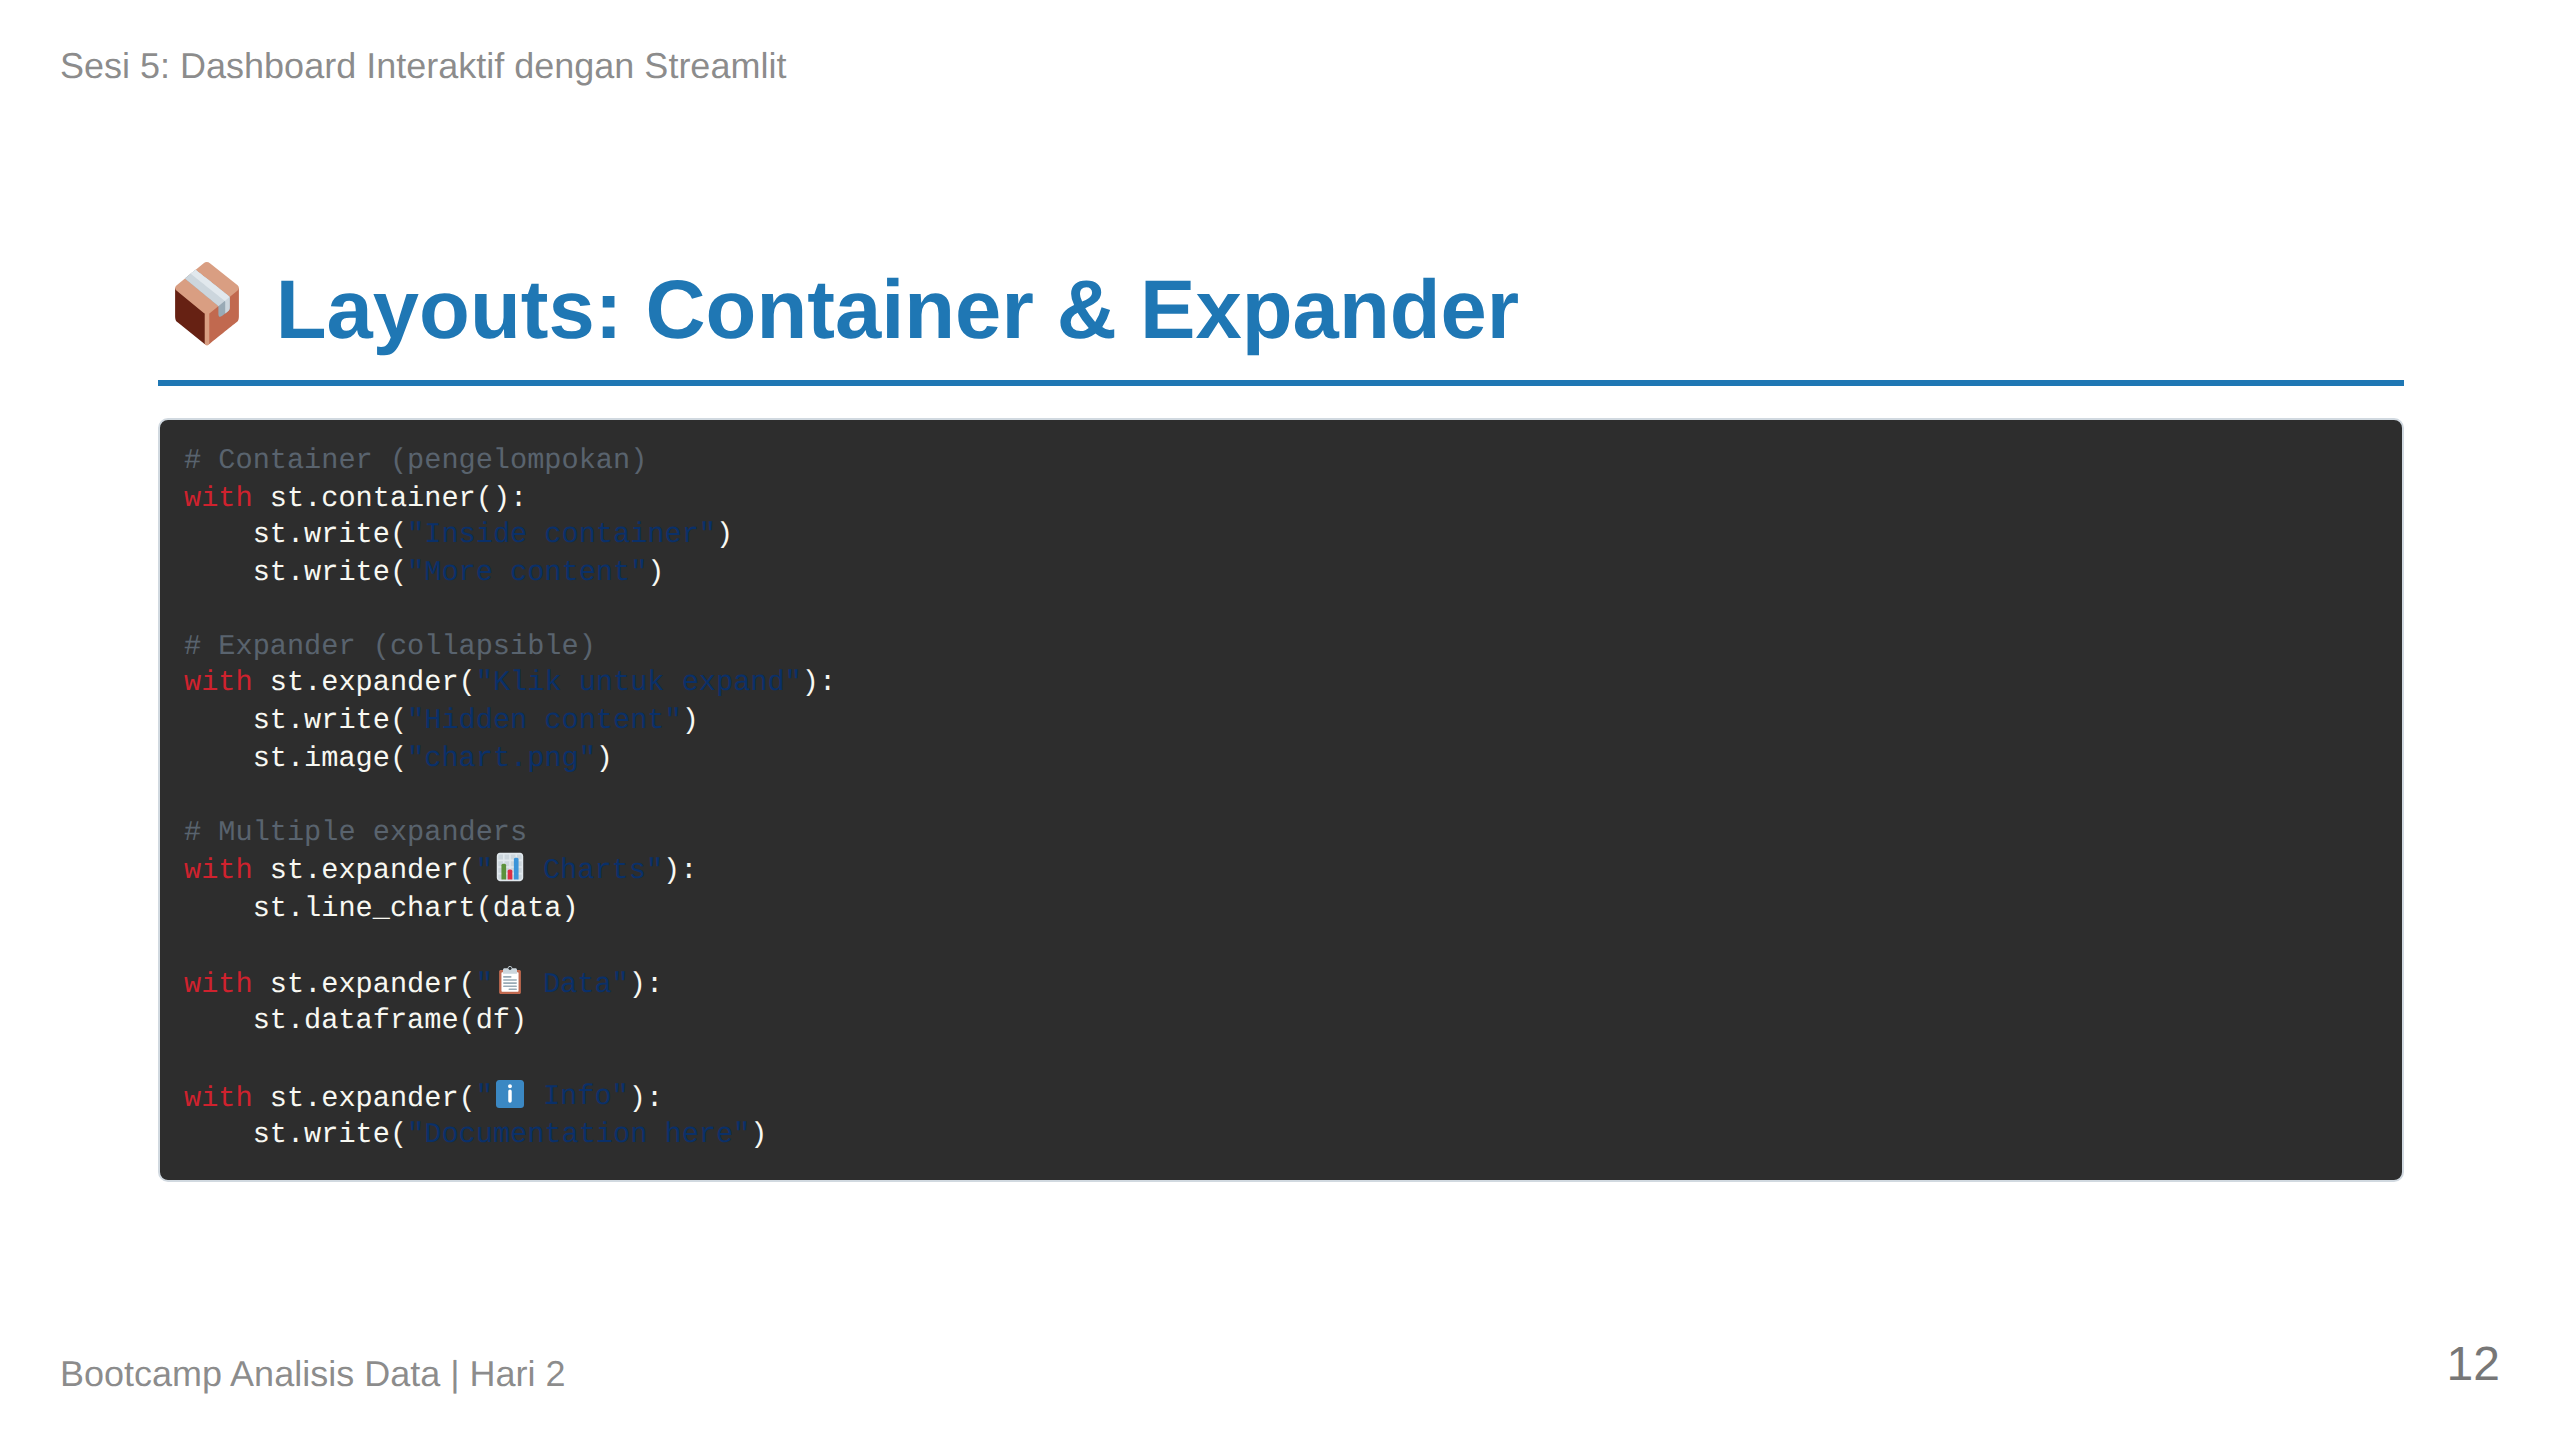 Sesi 5: Dashboard Interaktif dengan Streamlit
📦 Layouts: Container & Expander
# Container (pengelompokan)
with st.container():
    st.write("Inside container")
    st.write("More content")

# Expander (collapsible)
with st.expander("Klik untuk expand"):
    st.write("Hidden content")
    st.image("chart.png")

# Multiple expanders
with st.expander("📊 Charts"):
    st.line_chart(data)

with st.expander("📋 Data"):
    st.dataframe(df)

with st.expander("ℹ️ Info"):
    st.write("Documentation here")
Bootcamp Analisis Data | Hari 2
12